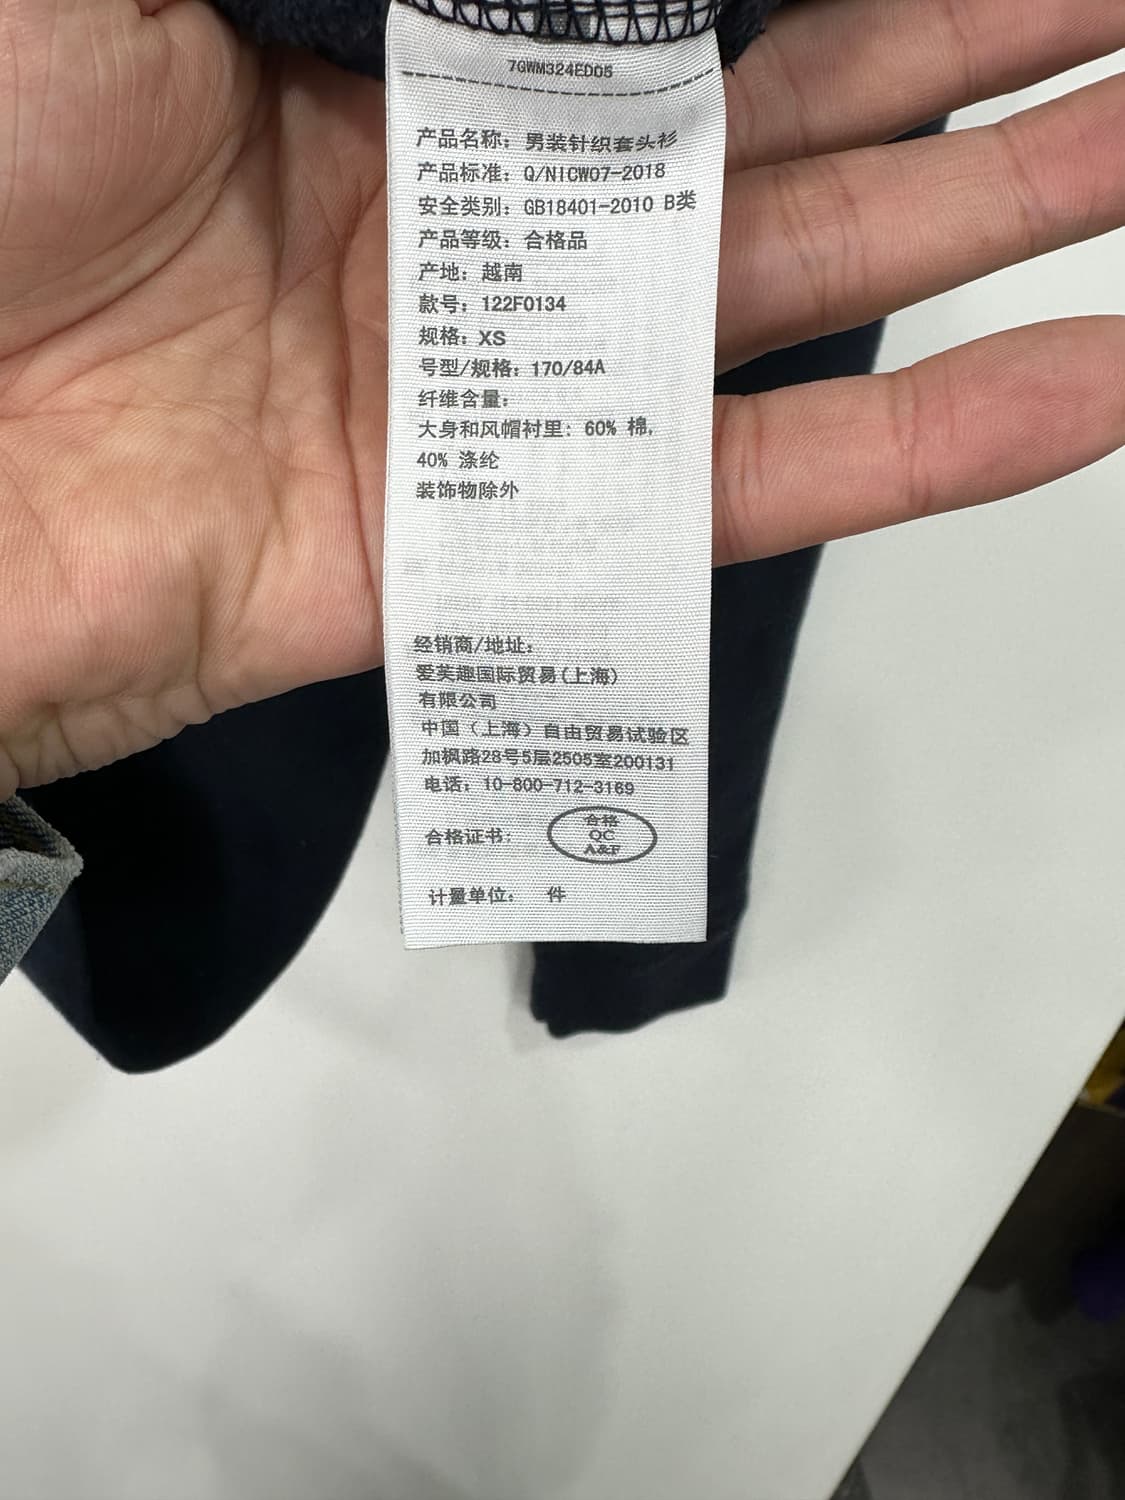 7GWM324ED05
产品名称：男装针织套头衫
产品标准：Q/NICW07-2018
安全类别：GB18401-2010 B类
产品等级：合格品
产地：越南
款号：122F0134
规格：XS
号型/规格：170/84A
纤维含量：
大身和风帽衬里：60% 棉，
40% 涤纶
装饰物除外
经销商/地址：
爱芙趣国际贸易(上海)
有限公司
中国（上海）自由贸易试验区
加枫路28号5层2505室200131
电话：10-800-712-3169
合格证书：
合格
QC
A&F
计量单位： 件